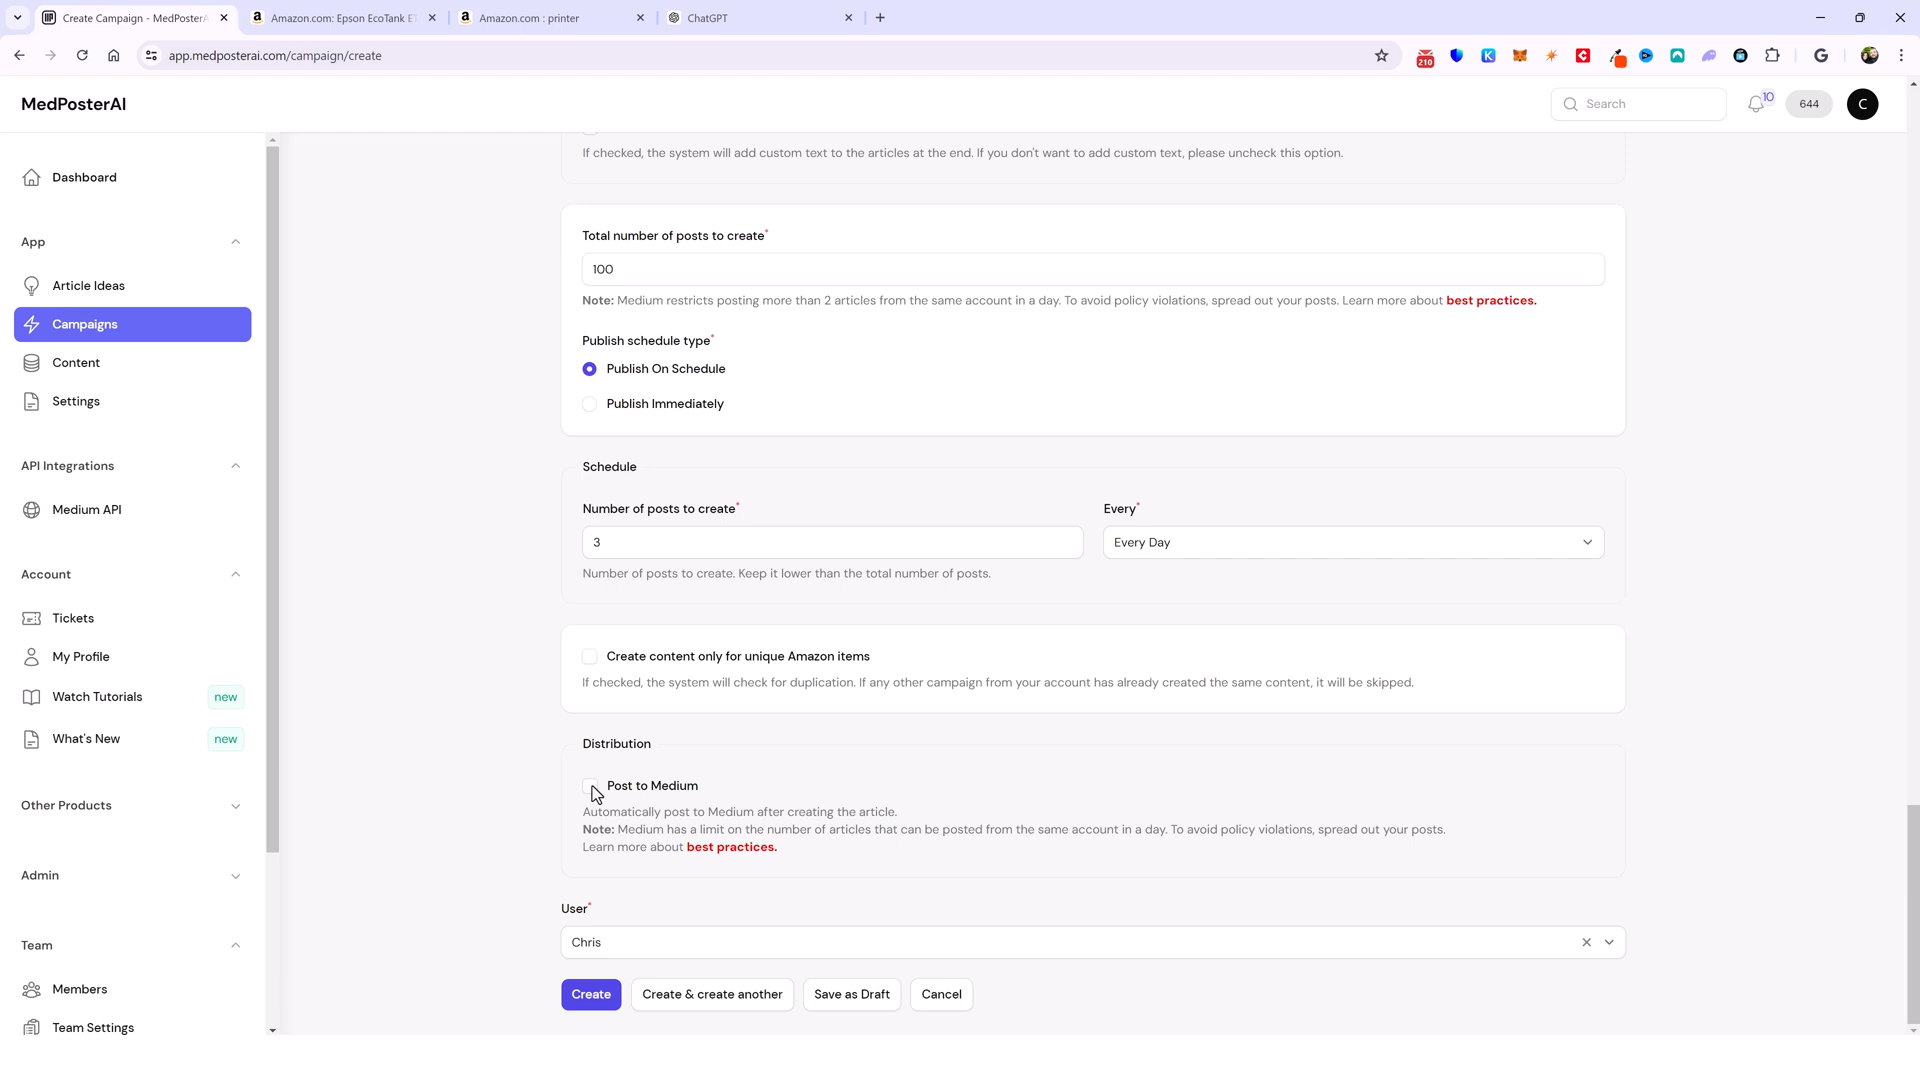 Create Campaign - MedPosterA
Amazon.com: Epson EcoTank ET
Amazon.com : printer
ChatGPT
app.medposterai.com/campaign/create
210
MedPosterAI
Search
10
644
C
Dashboard
App
Article Ideas
Campaigns
Content
Settings
API Integrations
Medium API
Account
Tickets
My Profile
Watch Tutorials new
What's New new
Other Products
Admin
Team
Members
Team Settings
If checked, the system will add custom text to the articles at the end. If you don't want to add custom text, please uncheck this option.
Total number of posts to create*
100
Note: Medium restricts posting more than 2 articles from the same account in a day. To avoid policy violations, spread out your posts. Learn more about best practices.
Publish schedule type*
Publish On Schedule
Publish Immediately
Schedule
Number of posts to create* Every*
3 Every Day
Number of posts to create. Keep it lower than the total number of posts.
Create content only for unique Amazon items
If checked, the system will check for duplication. If any other campaign from your account has already created the same content, it will be skipped.
Distribution
Post to Medium
Automatically post to Medium after creating the article.
Note: Medium has a limit on the number of articles that can be posted from the same account in a day. To avoid policy violations, spread out your posts.
Learn more about best practices.
User*
Chris
Create Create & create another Save as Draft Cancel